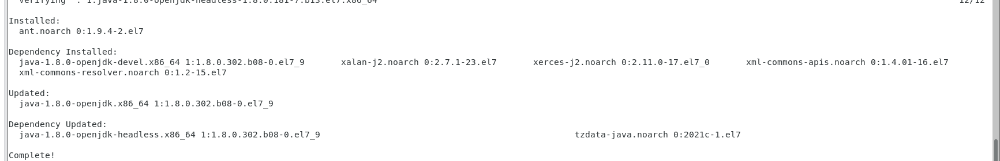 Verifying  : 1:java-1.8.0-openjdk-headless-1.8.0.181-7.b13.el7.x86_64 12/12
Installed:
ant.noarch 0:1.9.4-2.el7
Dependency Installed:
java-1.8.0-openjdk-devel.x86_64 1:1.8.0.302.b08-0.el7_9 xalan-j2.noarch 0:2.7.1-23.el7 xerces-j2.noarch 0:2.11.0-17.el7_0 xml-commons-apis.noarch 0:1.4.01-16.el7
xml-commons-resolver.noarch 0:1.2-15.el7
Updated:
java-1.8.0-openjdk.x86_64 1:1.8.0.302.b08-0.el7_9
Dependency Updated:
java-1.8.0-openjdk-headless.x86_64 1:1.8.0.302.b08-0.el7_9 tzdata-java.noarch 0:2021c-1.el7
Complete!